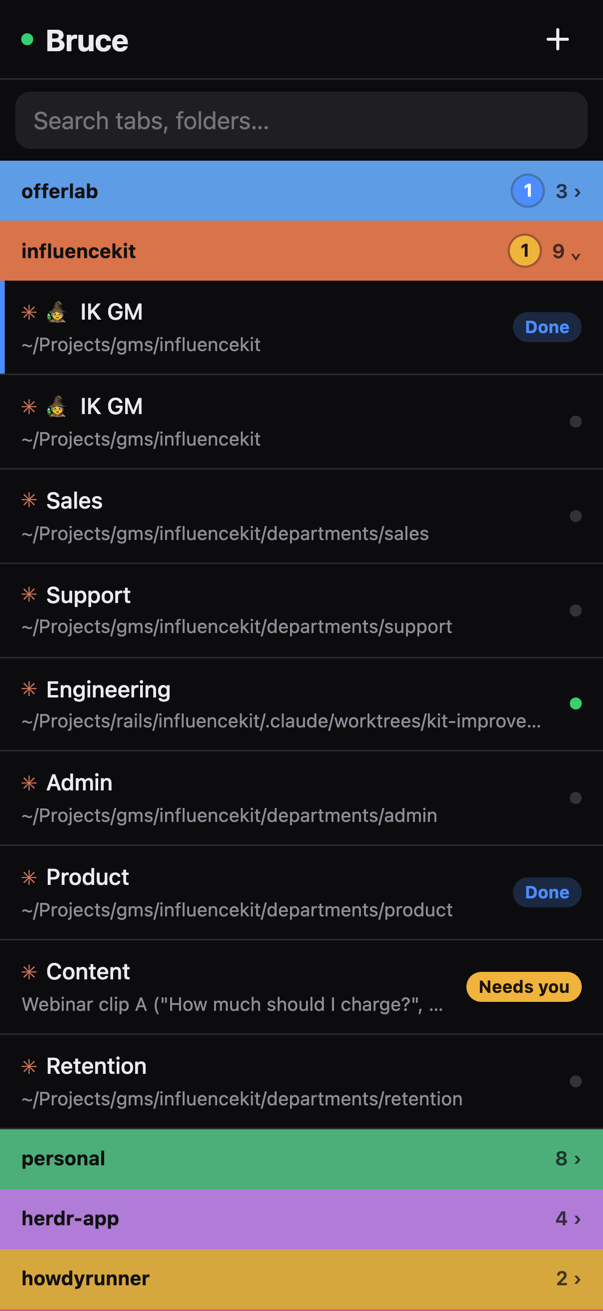 Bruce
+
Search tabs, folders...
offerlab 1 3 ›
influencekit 1 9 ⌄
✳ 🧙‍♀️ IK GM
~/Projects/gms/influencekit
Done
✳ 🧙‍♀️ IK GM
~/Projects/gms/influencekit
✳ Sales
~/Projects/gms/influencekit/departments/sales
✳ Support
~/Projects/gms/influencekit/departments/support
✳ Engineering
~/Projects/rails/influencekit/.claude/worktrees/kit-improve...
✳ Admin
~/Projects/gms/influencekit/departments/admin
✳ Product
~/Projects/gms/influencekit/departments/product
Done
✳ Content
Webinar clip A ("How much should I charge?", ...
Needs you
✳ Retention
~/Projects/gms/influencekit/departments/retention
personal 8 ›
herdr-app 4 ›
howdyrunner 2 ›